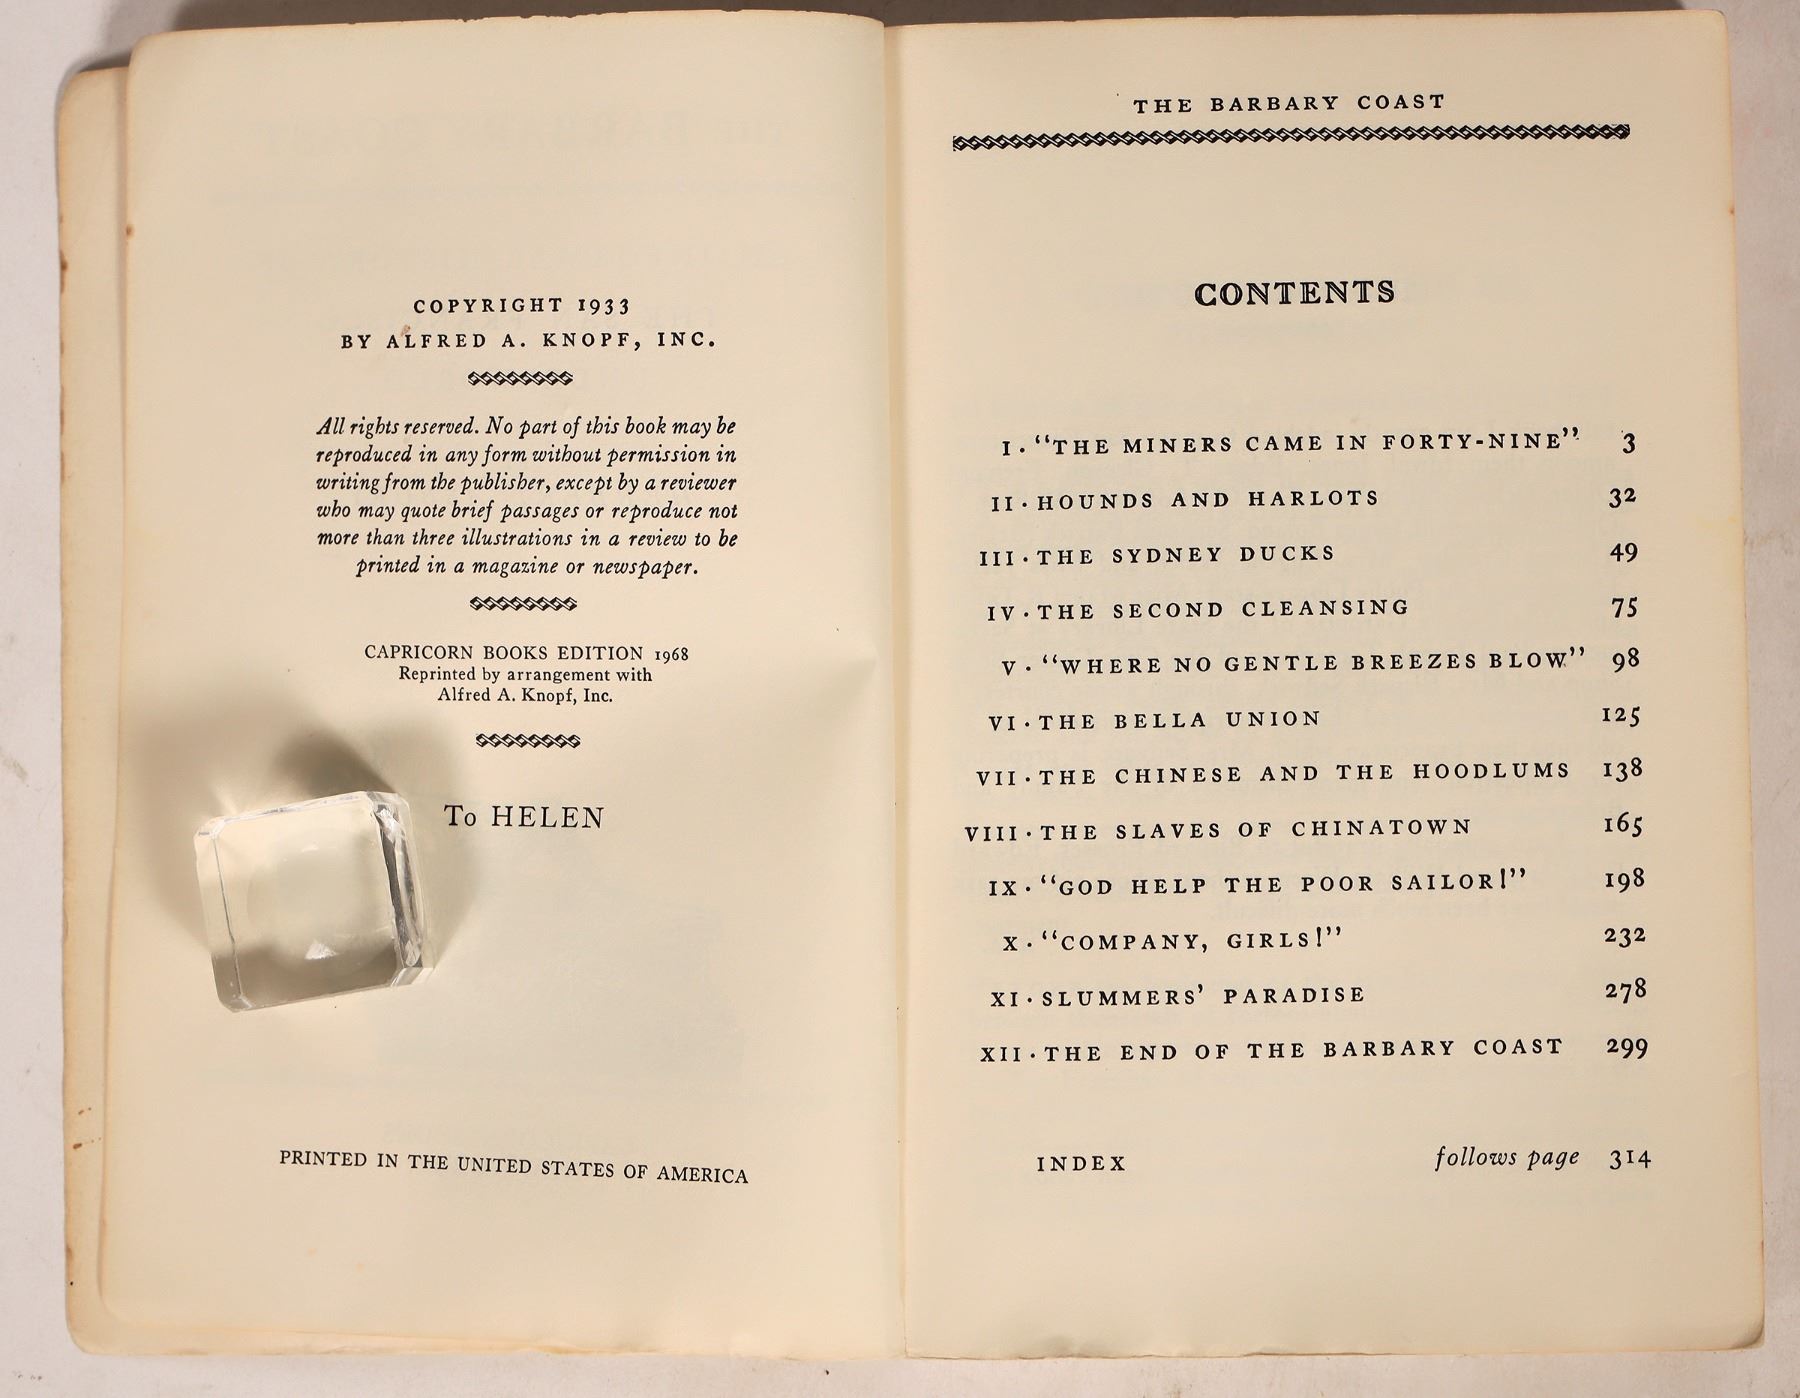 COPYRIGHT 1933
BY ALFRED A. KNOPF, INC.
All rights reserved. No part of this book may be
reproduced in any form without permission in
writing from the publisher, except by a reviewer
who may quote brief passages or reproduce not
more than three illustrations in a review to be
printed in a magazine or newspaper.
CAPRICORN BOOKS EDITION 1968
Reprinted by arrangement with
Alfred A. Knopf, Inc.
To HELEN
PRINTED IN THE UNITED STATES OF AMERICA
THE BARBARY COAST
CONTENTS
I · “THE MINERS CAME IN FORTY-NINE” 3
II · HOUNDS AND HARLOTS 32
III · THE SYDNEY DUCKS 49
IV · THE SECOND CLEANSING 75
V · “WHERE NO GENTLE BREEZES BLOW” 98
VI · THE BELLA UNION 125
VII · THE CHINESE AND THE HOODLUMS 138
VIII · THE SLAVES OF CHINATOWN 165
IX · “GOD HELP THE POOR SAILOR!” 198
X · “COMPANY, GIRLS!” 232
XI · SLUMMERS’ PARADISE 278
XII · THE END OF THE BARBARY COAST 299
INDEX follows page 314